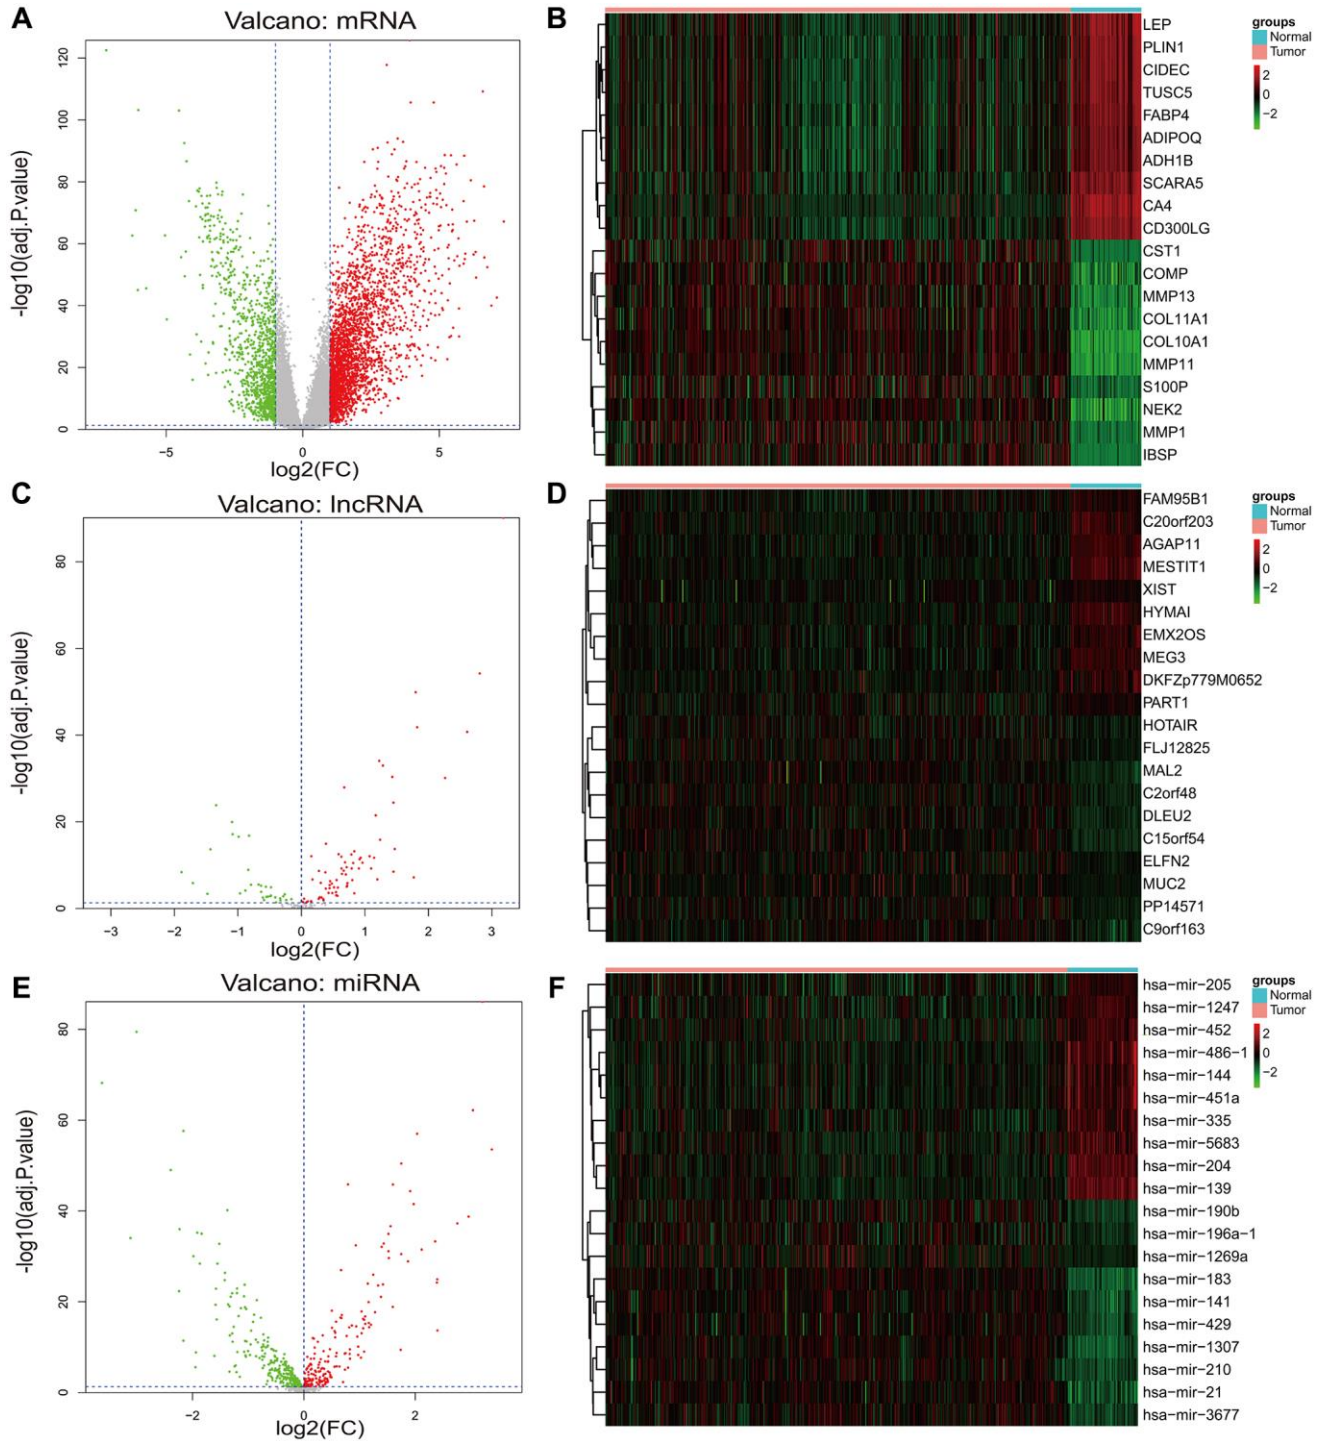 A
Valcano: mRNA
-log10(adj.P.value)
120
100
80
60
40
20
0
−5
0
5
log2(FC)
B
LEP
PLIN1
CIDEC
TUSC5
FABP4
ADIPOQ
ADH1B
SCARA5
CA4
CD300LG
CST1
COMP
MMP13
COL11A1
COL10A1
MMP11
S100P
NEK2
MMP1
IBSP
groups
Normal
Tumor
2
0
−2
C
Valcano: lncRNA
-log10(adj.P.value)
80
60
40
20
0
−3
−2
−1
0
1
2
3
log2(FC)
D
FAM95B1
C20orf203
AGAP11
MESTIT1
XIST
HYMAI
EMX2OS
MEG3
DKFZp779M0652
PART1
HOTAIR
FLJ12825
MAL2
C2orf48
DLEU2
C15orf54
ELFN2
MUC2
PP14571
C9orf163
groups
Normal
Tumor
2
0
−2
E
Valcano: miRNA
-log10(adj.P.value)
80
60
40
20
0
−2
0
2
log2(FC)
F
hsa−mir−205
hsa−mir−1247
hsa−mir−452
hsa−mir−486−1
hsa−mir−144
hsa−mir−451a
hsa−mir−335
hsa−mir−5683
hsa−mir−204
hsa−mir−139
hsa−mir−190b
hsa−mir−196a−1
hsa−mir−1269a
hsa−mir−183
hsa−mir−141
hsa−mir−429
hsa−mir−1307
hsa−mir−210
hsa−mir−21
hsa−mir−3677
groups
Normal
Tumor
2
0
−2